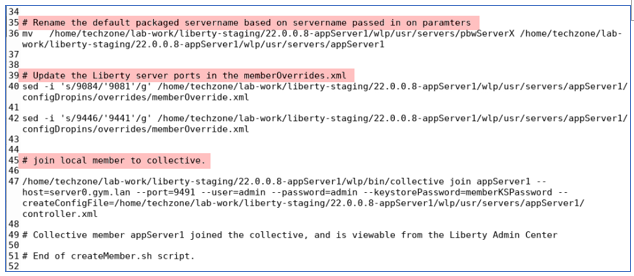 34
35 # Rename the default packaged servername based on servername passed in on paramters
36 mv   /home/techzone/lab-work/liberty-staging/22.0.0.8-appServer1/wlp/usr/servers/pbwServerX /home/techzone/lab-
work/liberty-staging/22.0.0.8-appServer1/wlp/usr/servers/appServer1
37
38
39 # Update the Liberty server ports in the memberOverrides.xml
40 sed -i 's/9084/'9081'/g' /home/techzone/lab-work/liberty-staging/22.0.0.8-appServer1/wlp/usr/servers/appServer1/
configDropins/overrides/memberOverride.xml
41
42 sed -i 's/9446/'9441'/g' /home/techzone/lab-work/liberty-staging/22.0.0.8-appServer1/wlp/usr/servers/appServer1/
configDropins/overrides/memberOverride.xml
43
44
45 # join local member to collective.
46
47 /home/techzone/lab-work/liberty-staging/22.0.0.8-appServer1/wlp/bin/collective join appServer1 --
host=server0.gym.lan --port=9491 --user=admin --password=admin --keystorePassword=memberKSPassword --
createConfigFile=/home/techzone/lab-work/liberty-staging/22.0.0.8-appServer1/wlp/usr/servers/appServer1/
controller.xml
48
49 # Collective member appServer1 joined the collective, and is viewable from the Liberty Admin Center
50
51 # End of createMember.sh script.
52